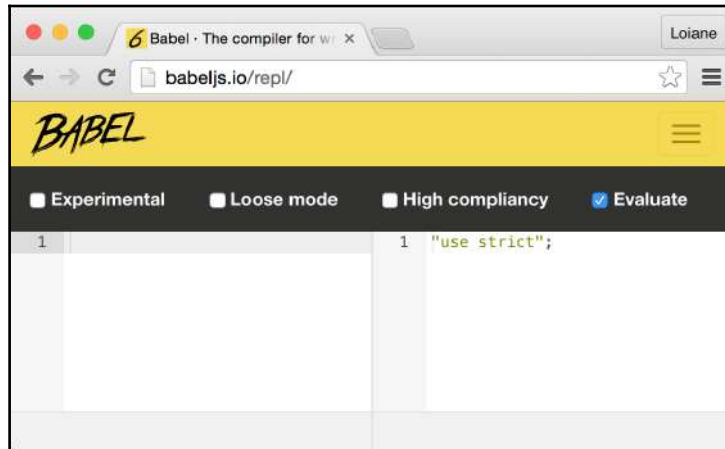 Babel · The compiler for wr
Loiane
babeljs.io/repl/
BABEL
Experimental Loose mode High compliancy Evaluate
1
1 "use strict";